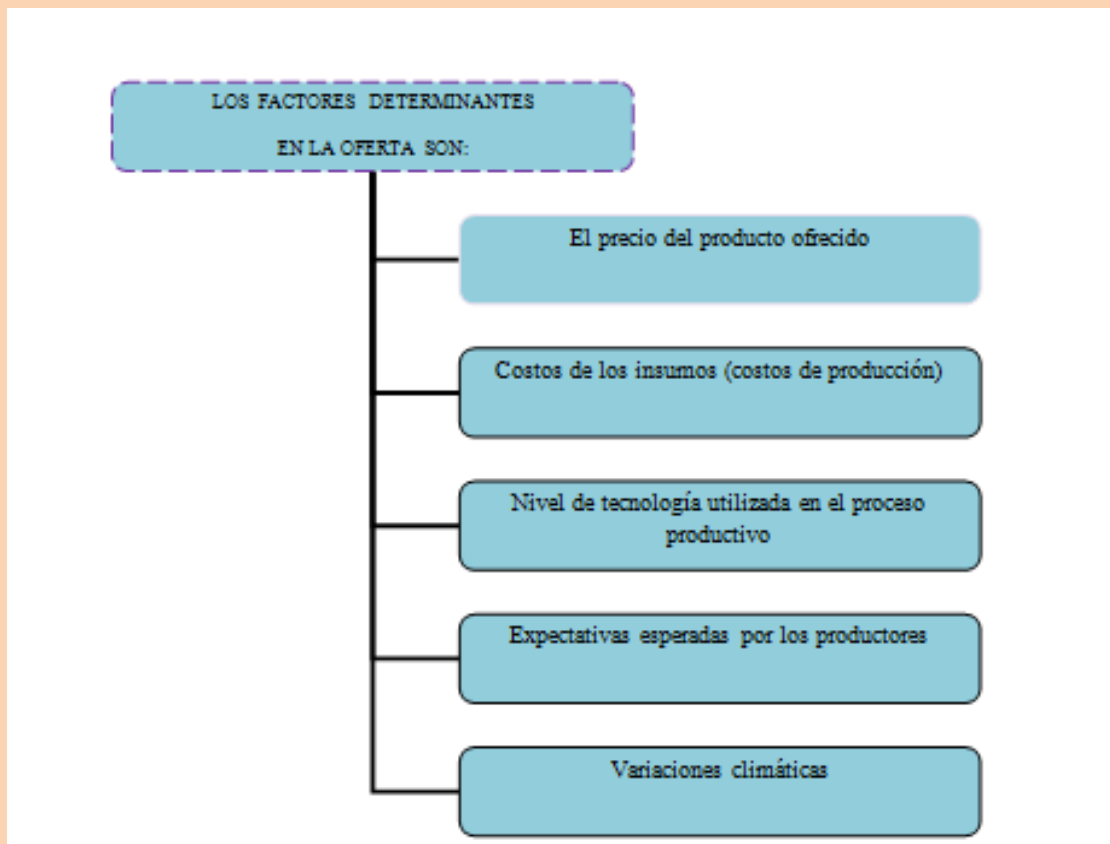 LOS FACTORES DETERMINANTES
EN LA OFERTA SON:
El precio del producto ofrecido
Costos de los insumos (costos de producción)
Nivel de tecnología utilizada en el proceso
productivo
Expectativas esperadas por los productores
Variaciones climáticas